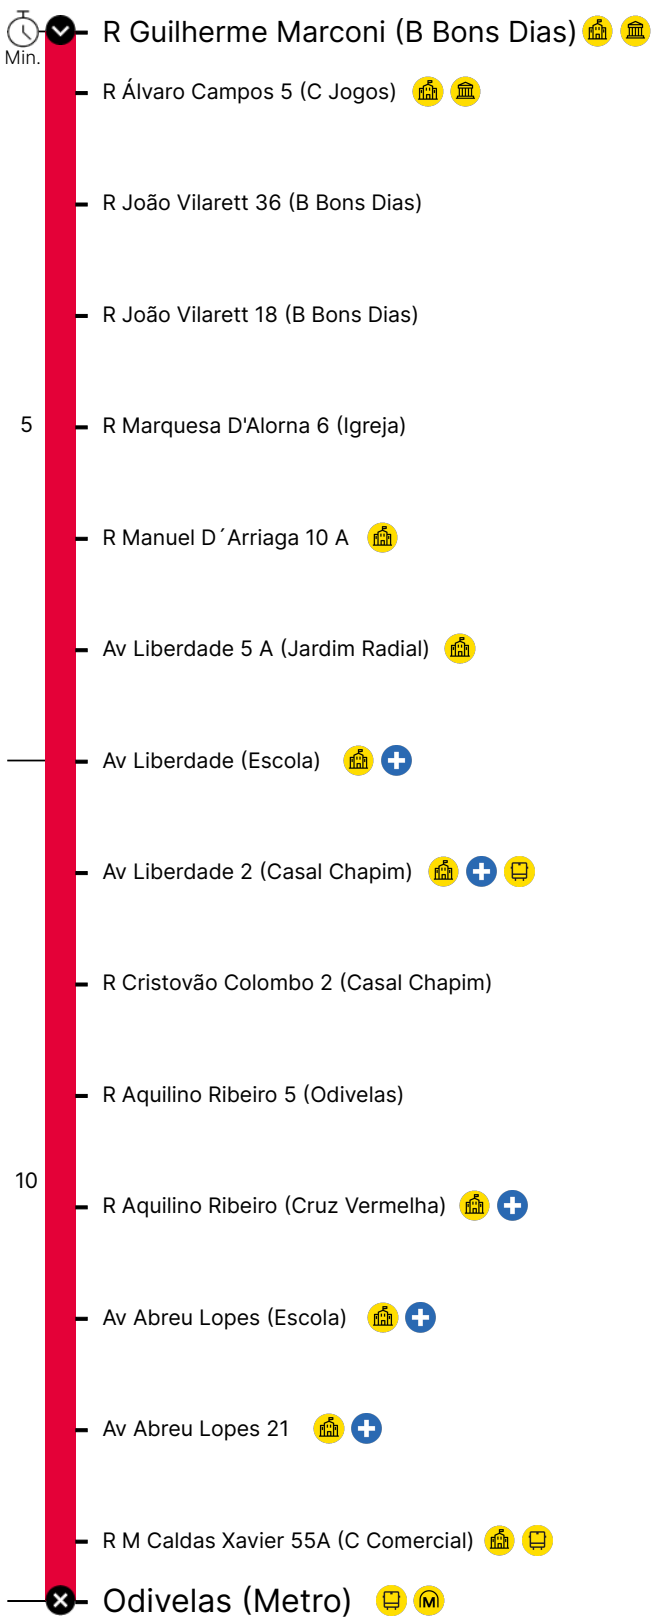 R Guilherme Marconi (B Bons Dias)
Min.
R Álvaro Campos 5 (C Jogos)
R João Vilarett 36 (B Bons Dias)
R João Vilarett 18 (B Bons Dias)
5 R Marquesa D'Alorna 6 (Igreja)
R Manuel D´Arriaga 10 A
Av Liberdade 5 A (Jardim Radial)
Av Liberdade (Escola)
Av Liberdade 2 (Casal Chapim)
R Cristovão Colombo 2 (Casal Chapim)
R Aquilino Ribeiro 5 (Odivelas)
10
R Aquilino Ribeiro (Cruz Vermelha)
Av Abreu Lopes (Escola)
Av Abreu Lopes 21
R M Caldas Xavier 55A (C Comercial)
Odivelas (Metro) M